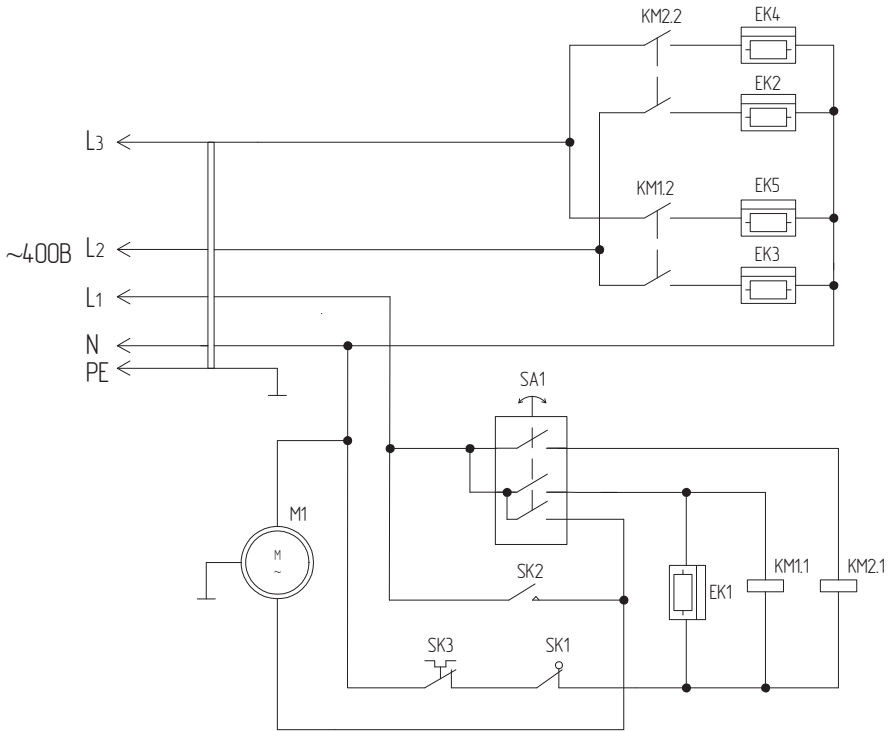 KM2.2
EK4
EK2
L3
KM1.2
EK5
~400В
L2
EK3
L1
N
PE
SA1
M1
M
~
SK2
EK1
KM1.1
KM2.1
SK3
SK1